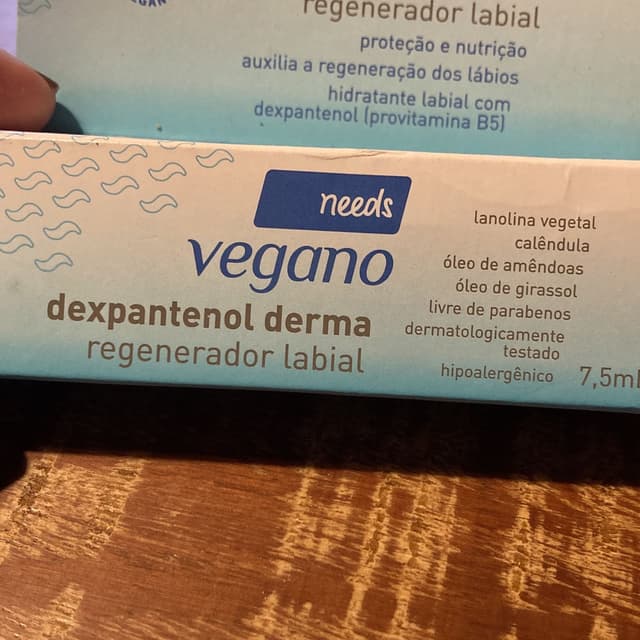 VEGAN
regenerador labial
proteção e nutrição
auxilia a regeneração dos lábios
hidratante labial com
dexpantenol (provitamina B5)
needs
vegano
dexpantenol derma
regenerador labial
lanolina vegetal
calêndula
óleo de amêndoas
óleo de girassol
livre de parabenos
dermatologicamente
testado
hipoalergênico
7,5ml